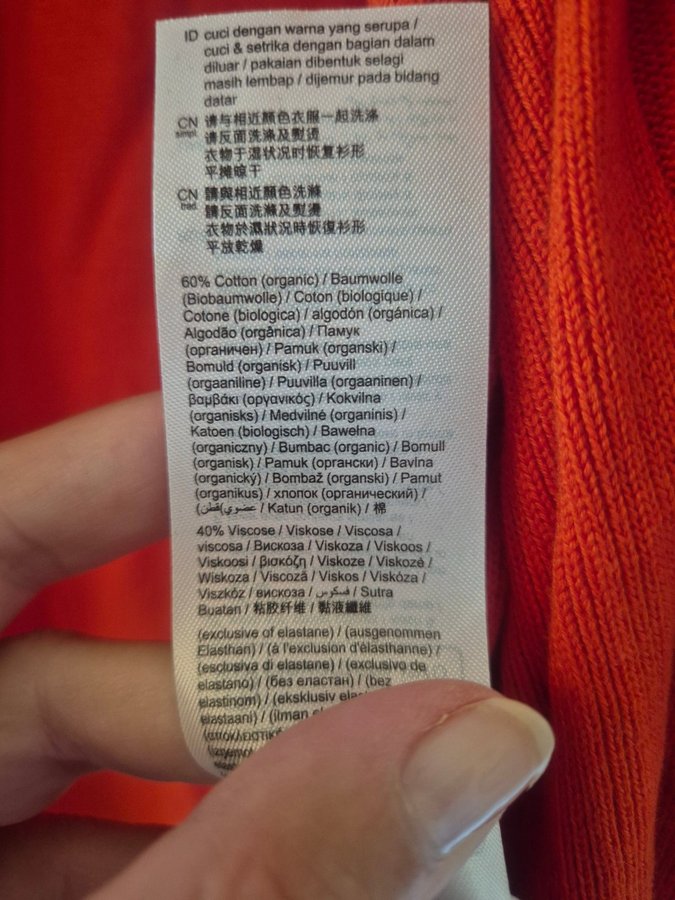 ID cuci dengan warna yang serupa /
cuci & setrika dengan bagian dalam
diluar / pakaian dibentuk selagi
masih lembap / dijemur pada bidang
datar
CN simpl. 请与相近顏色衣服一起洗涤
请反面洗涤及熨烫
衣物于湿状况时恢复衫形
平摊晾干
CN trad. 請與相近顏色洗滌
請反面洗滌及熨燙
衣物於濕狀況時恢復衫形
平放乾燥
60% Cotton (organic) / Baumwolle
(Biobaumwolle) / Coton (biologique) /
Cotone (biologica) / algodón (orgánica) /
Algodão (orgânica) / Памук
(органичен) / Pamuk (organski) /
Bomuld (organisk) / Puuvill
(orgaaniline) / Puuvilla (orgaaninen) /
βαμβάκι (οργανικός) / Kokvilna
(organisks) / Medvilnė (organinis) /
Katoen (biologisch) / Bawełna
(organiczny) / Bumbac (organic) / Bomull
(organisk) / Pamuk (органски) / Bavlna
(organický) / Bombaž (organski) / Pamut
(organikus) / хлопок (органический) /
(عضوي)قطن / Katun (organik) / 棉
40% Viscose / Viskose / Viscosa /
viscosa / Вискоза / Viskoza / Viskoos /
Viskoosi / βισκόζη / Viskoze / Viskozė /
Wiskoza / Viscoză / Viskos / Viskóza /
Viszkóz / вискоза / فسكوس / Sutra
Buatan / 粘胶纤维 / 黏液纖維
(exclusive of elastane) / (ausgenommen
Elasthan) / (à l'exclusion d'élasthanne) /
(esclusiva di elastane) / (exclusivo de
elastano) / (без еластан) / (bez
elastinom) / (eksklusiv
elastaani) / (ilman